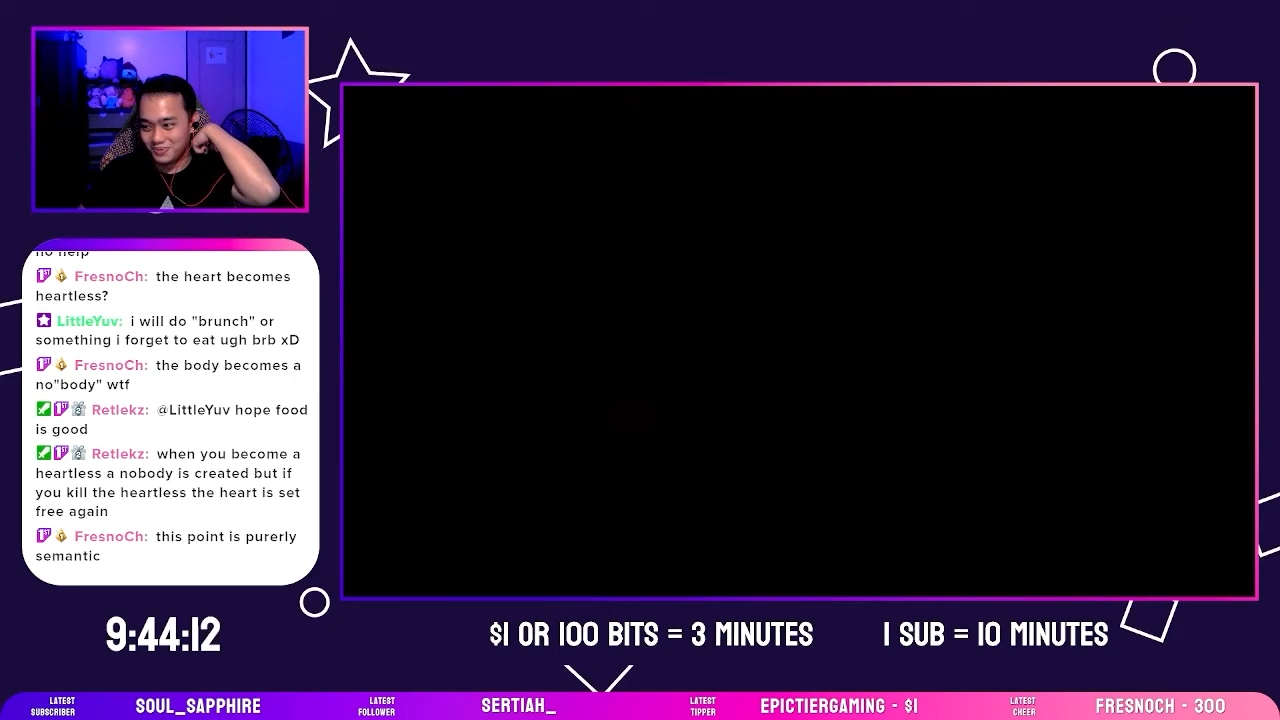 no help
FresnoCh: the heart becomes
heartless?
LittleYuv: i will do "brunch" or
something i forget to eat ugh brb xD
FresnoCh: the body becomes a
no"body" wtf
Retlekz: @LittleYuv hope food
is good
Retlekz: when you become a
heartless a nobody is created but if
you kill the heartless the heart is set
free again
FresnoCh: this point is purerly
semantic
9:44:12
$1 OR 100 BITS = 3 MINUTES
1 SUB = 10 MINUTES
LATEST
SUBSCRIBER
SOUL_SAPPHIRE
LATEST
FOLLOWER
SERTIAH_
LATEST
TIPPER
EPICTIERGAMING - $1
LATEST
CHEER
FRESNOCH - 300